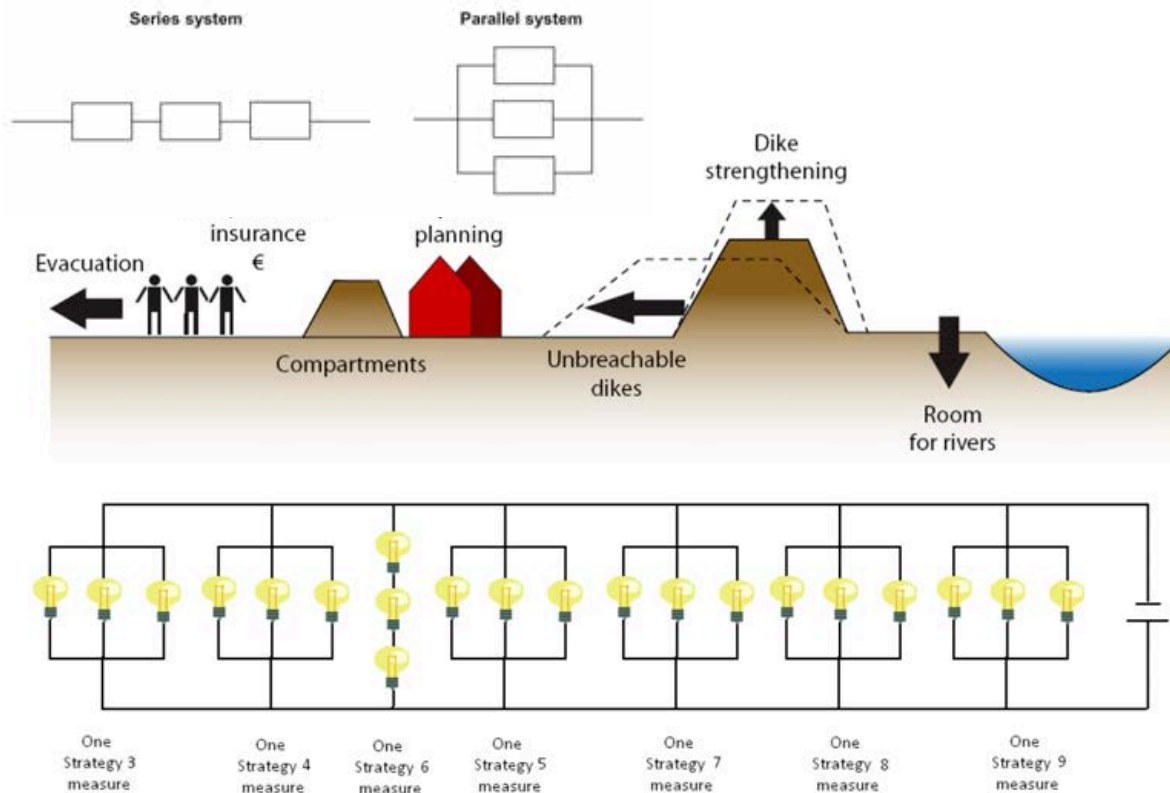 Series system
Parallel system
Dike
strengthening
insurance
€
planning
Evacuation
Compartments
Unbreachable
dikes
Room
for rivers
One
Strategy 3
measure
One
Strategy 4
measure
One
Strategy 6
measure
One
Strategy 5
measure
One
Strategy 7
measure
One
Strategy 8
measure
One
Strategy 9
measure